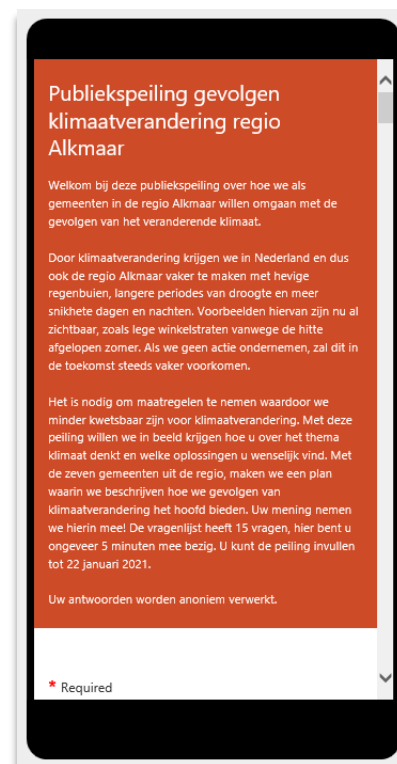 Publiekspeiling gevolgen
klimaatverandering regio
Alkmaar
Welkom bij deze publiekspeiling over hoe we als
gemeenten in de regio Alkmaar willen omgaan met de
gevolgen van het veranderende klimaat.
Door klimaatverandering krijgen we in Nederland en dus
ook de regio Alkmaar vaker te maken met hevige
regenbuien, langere periodes van droogte en meer
snikhete dagen en nachten. Voorbeelden hiervan zijn nu al
zichtbaar, zoals lege winkelstraten vanwege de hitte
afgelopen zomer. Als we geen actie ondernemen, zal dit in
de toekomst steeds vaker voorkomen.
Het is nodig om maatregelen te nemen waardoor we
minder kwetsbaar zijn voor klimaatverandering. Met deze
peiling willen we in beeld krijgen hoe u over het thema
klimaat denkt en welke oplossingen u wenselijk vind. Met
de zeven gemeenten uit de regio, maken we een plan
waarin we beschrijven hoe we gevolgen van
klimaatverandering het hoofd bieden. Uw mening nemen
we hierin mee! De vragenlijst heeft 15 vragen, hier bent u
ongeveer 5 minuten mee bezig. U kunt de peiling invullen
tot 22 januari 2021.
Uw antwoorden worden anoniem verwerkt.
* Required